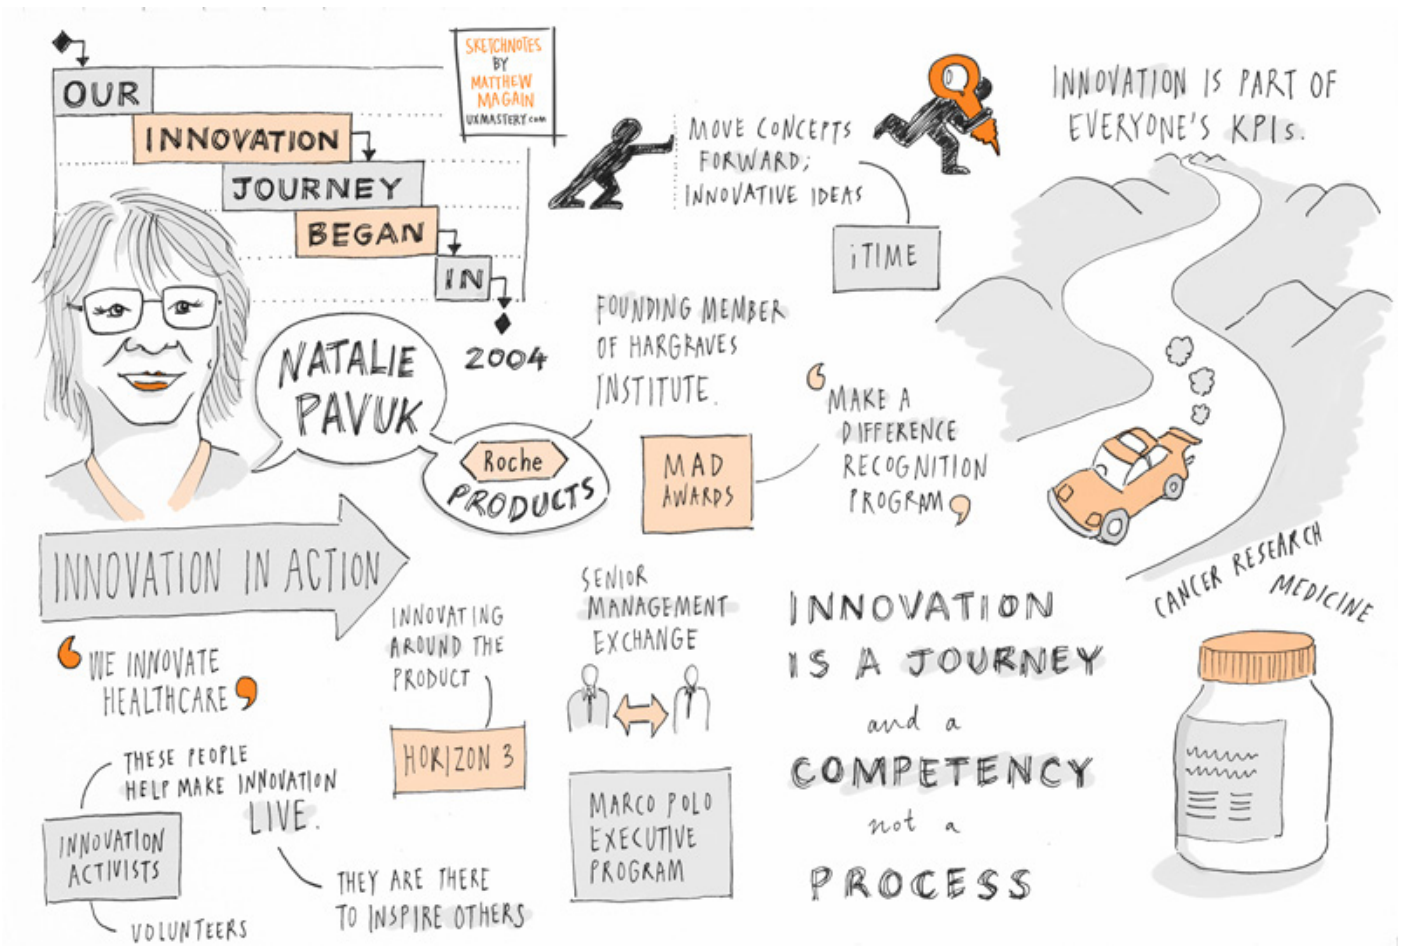 OUR
INNOVATION
JOURNEY
BEGAN
IN
2004
SKETCHNOTES
BY
MATTHEW
MAGAIN
UXMASTERY.com
MOVE CONCEPTS
FORWARD;
INNOVATIVE IDEAS
iTIME
INNOVATION IS PART OF
EVERYONE'S KPIs.
NATALIE
PAVUK
Roche
PRODUCTS
FOUNDING MEMBER
OF HARGRAVES
INSTITUTE.
MAD
AWARDS
‘MAKE A
DIFFERENCE
RECOGNITION
PROGRAM’
INNOVATION IN ACTION
‘WE INNOVATE
HEALTHCARE’
THESE PEOPLE
HELP MAKE INNOVATION
LIVE.
INNOVATION
ACTIVISTS
VOLUNTEERS
THEY ARE THERE
TO INSPIRE OTHERS
INNOVATING
AROUND THE
PRODUCT
HORIZON 3
SENIOR
MANAGEMENT
EXCHANGE
MARCO POLO
EXECUTIVE
PROGRAM
INNOVATION
IS A JOURNEY
and a
COMPETENCY
not a
PROCESS
CANCER RESEARCH
MEDICINE